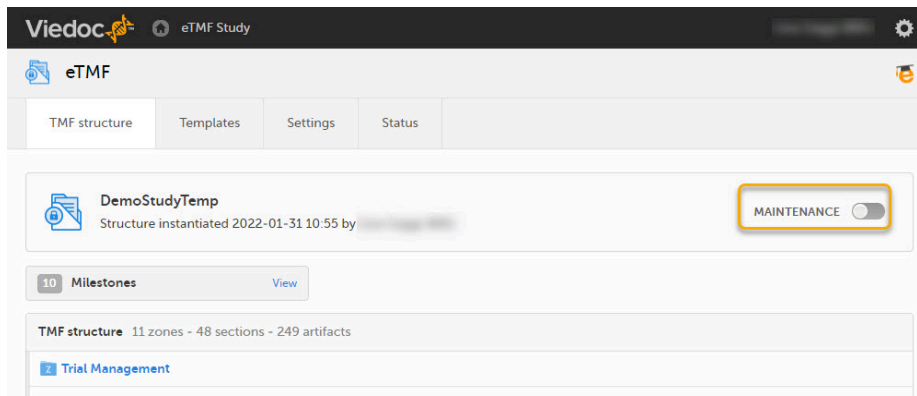 Viedoc™ eTMF Study
eTMF
TMF structure Templates Settings Status
DemoStudyTemp
Structure instantiated 2022-01-31 10:55 by
MAINTENANCE
10 Milestones View
TMF structure 11 zones - 48 sections - 249 artifacts
Z Trial Management